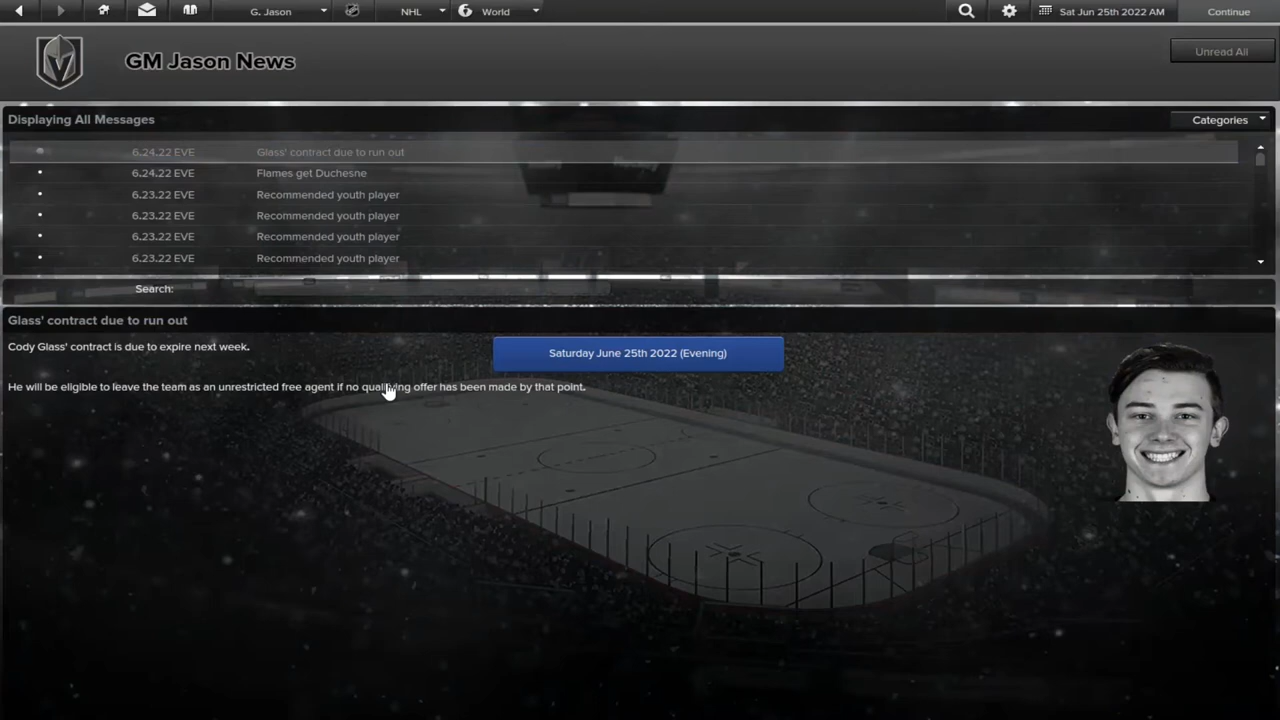 G. Jason
NHL
World
Sat Jun 25th 2022 AM
Continue
GM Jason News
Unread All
Displaying All Messages
Categories
6.24.22 EVE Glass' contract due to run out
6.24.22 EVE Flames get Duchesne
6.23.22 EVE Recommended youth player
6.23.22 EVE Recommended youth player
6.23.22 EVE Recommended youth player
6.23.22 EVE Recommended youth player
Search:
Glass' contract due to run out
Cody Glass' contract is due to expire next week.
Saturday June 25th 2022 (Evening)
He will be eligible to leave the team as an unrestricted free agent if no qualifying offer has been made by that point.